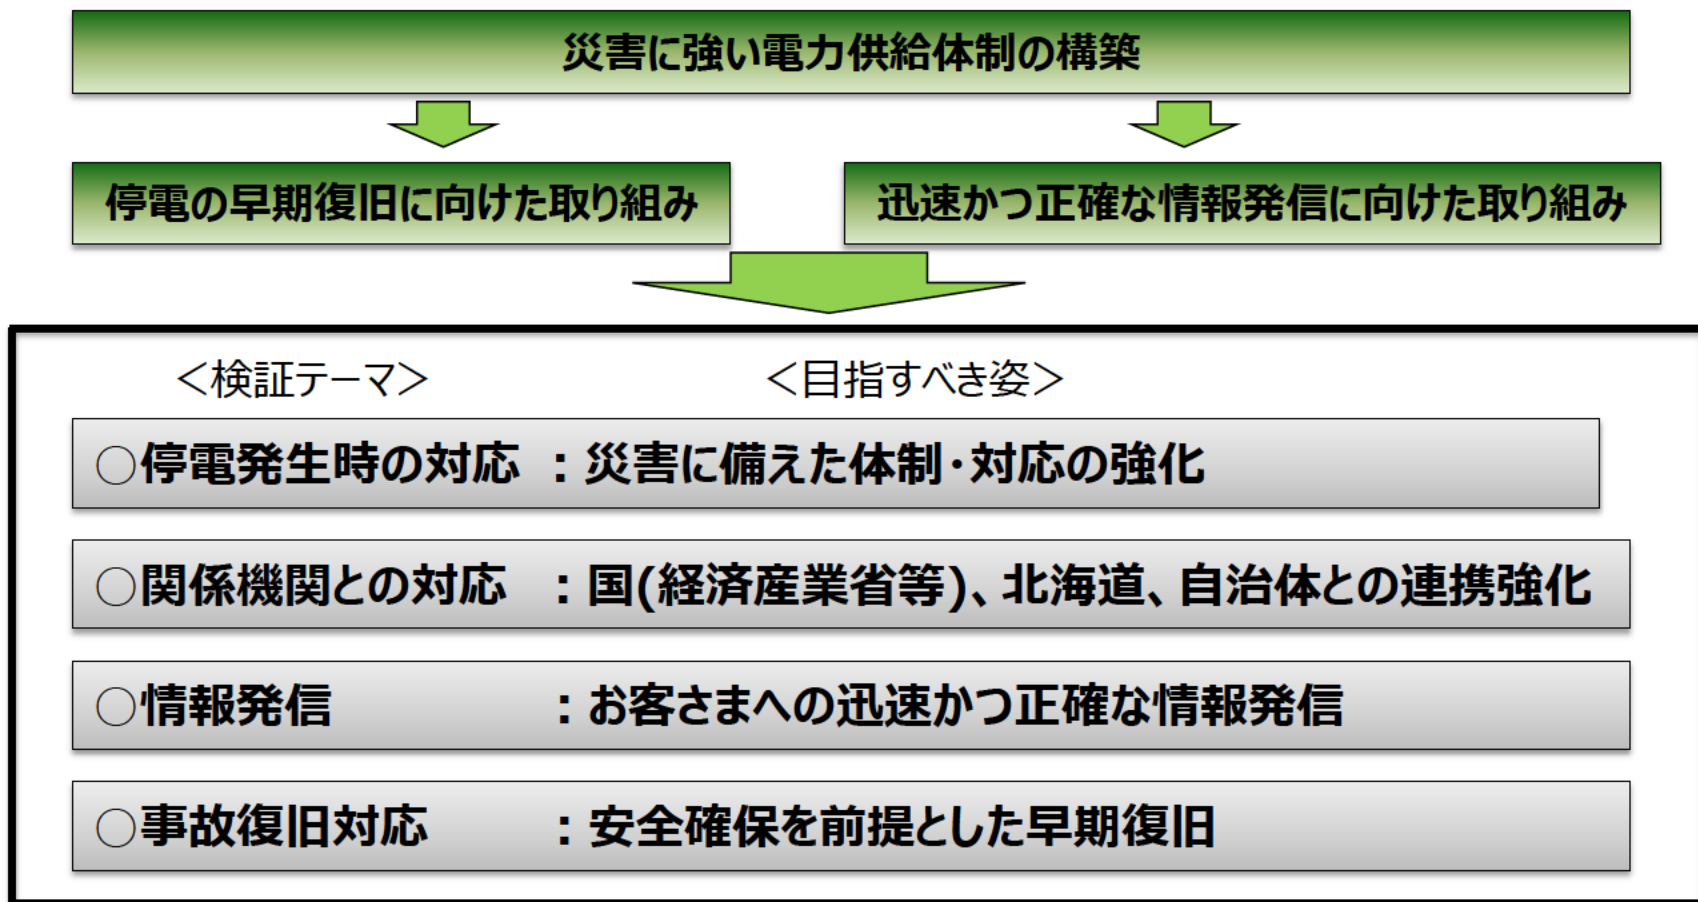 災害に強い電力供給体制の構築
停電の早期復旧に向けた取り組み
迅速かつ正確な情報発信に向けた取り組み
＜検証テーマ＞ ＜目指すべき姿＞
○停電発生時の対応 ：災害に備えた体制・対応の強化
○関係機関との対応 ：国(経済産業省等)、北海道、自治体との連携強化
○情報発信 ：お客さまへの迅速かつ正確な情報発信
○事故復旧対応 ：安全確保を前提とした早期復旧